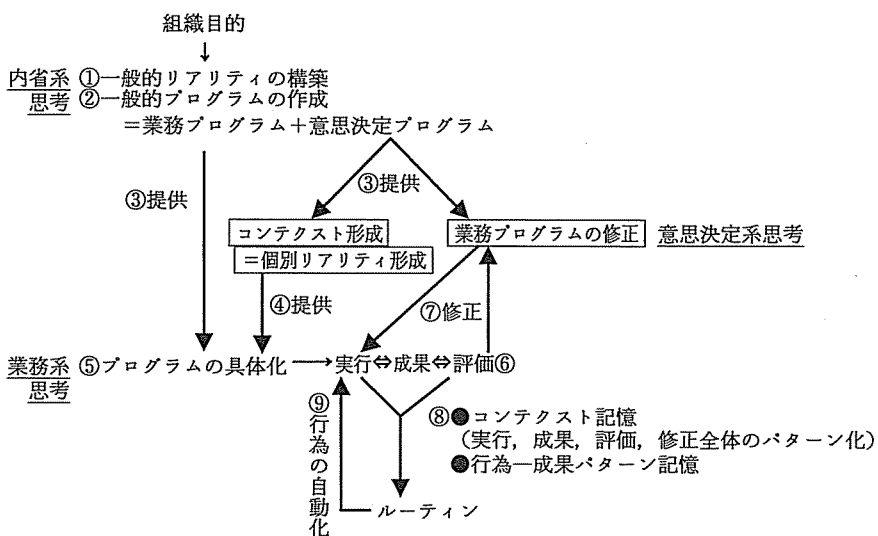 組織目的
内省系 ①一般的リアリティの構築
思考 ②一般的プログラムの作成
＝業務プログラム＋意思決定プログラム
③提供
③提供
コンテクスト形成
＝個別リアリティ形成
業務プログラムの修正 意思決定系思考
④提供
⑦修正
業務系 ⑤プログラムの具体化→実行⇔成果⇔評価⑥
思考
⑨行為の自動化
⑧●コンテクスト記憶
（実行，成果，評価，修正全体のパターン化）
●行為―成果パターン記憶
ルーティン